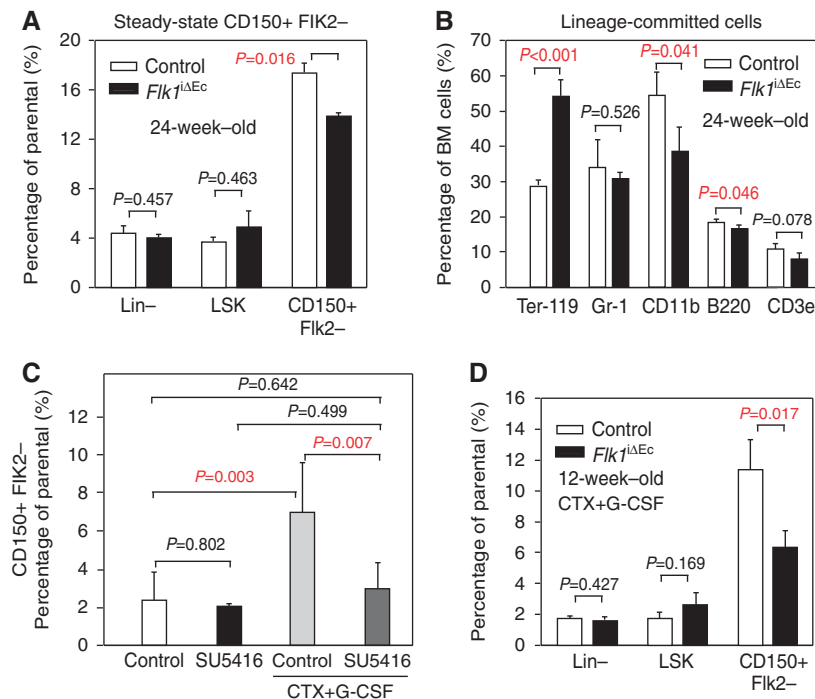 A
Steady-state CD150+ FlK2–
Percentage of parental (%)
20
16
12
8
4
0
Control
Flk1iΔEc
24-week-old
P=0.457
P=0.463
P=0.016
Lin–
LSK
CD150+
Flk2–
B
Lineage-committed cells
Percentage of BM cells (%)
70
60
50
40
30
20
10
0
Control
Flk1iΔEc
24-week–old
P<0.001
P=0.526
P=0.041
P=0.046
P=0.078
Ter-119
Gr-1
CD11b
B220
CD3e
C
CD150+ FlK2–
Percentage of parental (%)
12
10
8
6
4
2
0
P=0.642
P=0.499
P=0.003
P=0.007
P=0.802
Control
SU5416
Control
SU5416
CTX+G-CSF
D
Percentage of parental (%)
16
14
12
10
8
6
4
2
0
Control
Flk1iΔEc
12-week–old
CTX+G-CSF
P=0.427
P=0.169
P=0.017
Lin–
LSK
CD150+
Flk2–